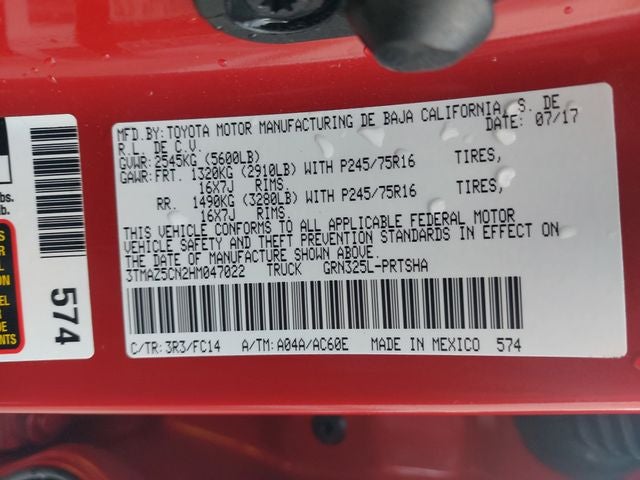 MFD.BY:TOYOTA MOTOR MANUFACTURING DE BAJA CALIFORNIA, S. DE
R.L. DE C.V. DATE: 07/17
GVWR:2545KG (5600LB)
GAWR:FRT. 1320KG (2910LB) WITH P245/75R16 TIRES,
16X7J RIMS.
RR. 1490KG (3280LB) WITH P245/75R16 TIRES,
16X7J RIMS.
THIS VEHICLE CONFORMS TO ALL APPLICABLE FEDERAL MOTOR
VEHICLE SAFETY AND THEFT PREVENTION STANDARDS IN EFFECT ON
THE DATE OF MANUFACTURE SHOWN ABOVE.
3TMAZ5CN2HM047022 TRUCK GRN325L-PRTSHA
C/TR:3R3/FC14 A/TM:A04A/AC60E MADE IN MEXICO 574
574
bs.
b.